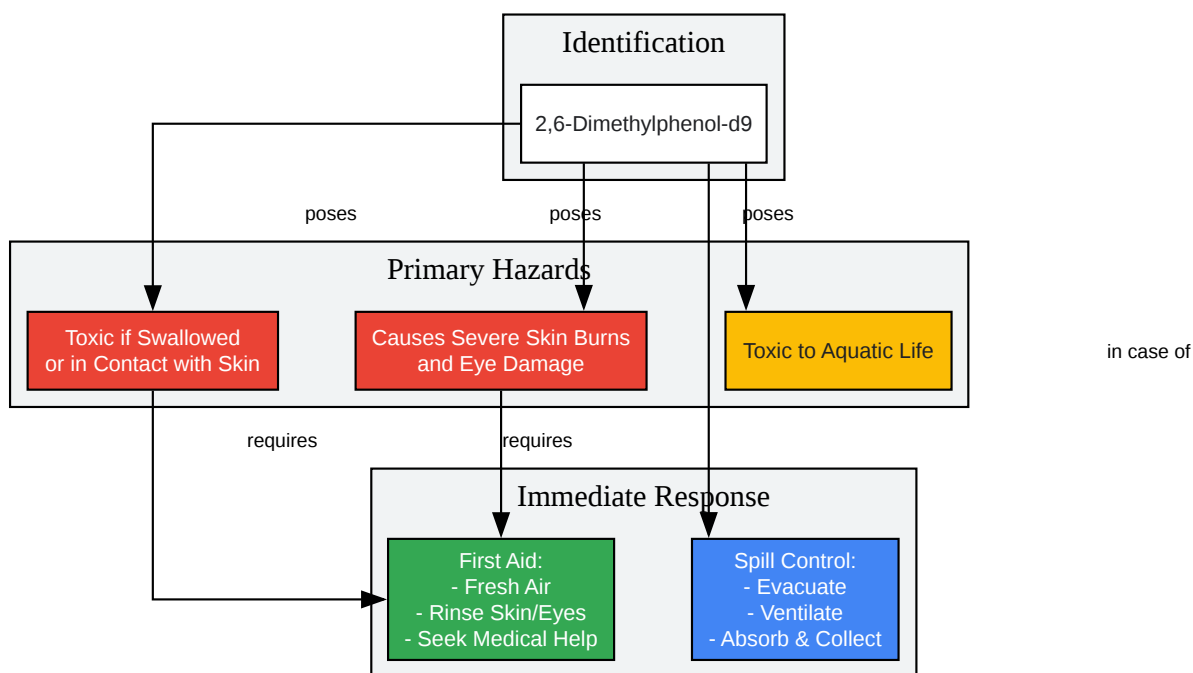 Identification
2,6-Dimethylphenol-d9
poses
poses
poses
Primary Hazards
Toxic if Swallowed
or in Contact with Skin
Causes Severe Skin Burns
and Eye Damage
Toxic to Aquatic Life
in case of
requires
requires
Immediate Response
First Aid:
- Fresh Air
- Rinse Skin/Eyes
- Seek Medical Help
Spill Control:
- Evacuate
- Ventilate
- Absorb & Collect